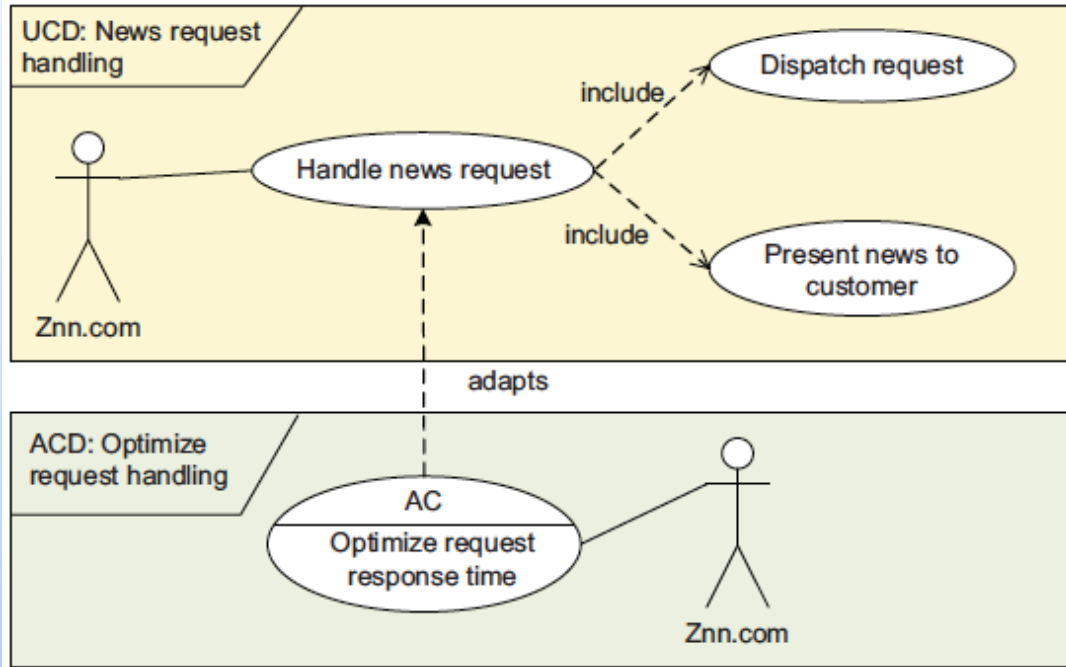 UCD: News request
handling
Dispatch request
include
Handle news request
include
Present news to
customer
Znn.com
adapts
ACD: Optimize
request handling
AC
Optimize request
response time
Znn.com